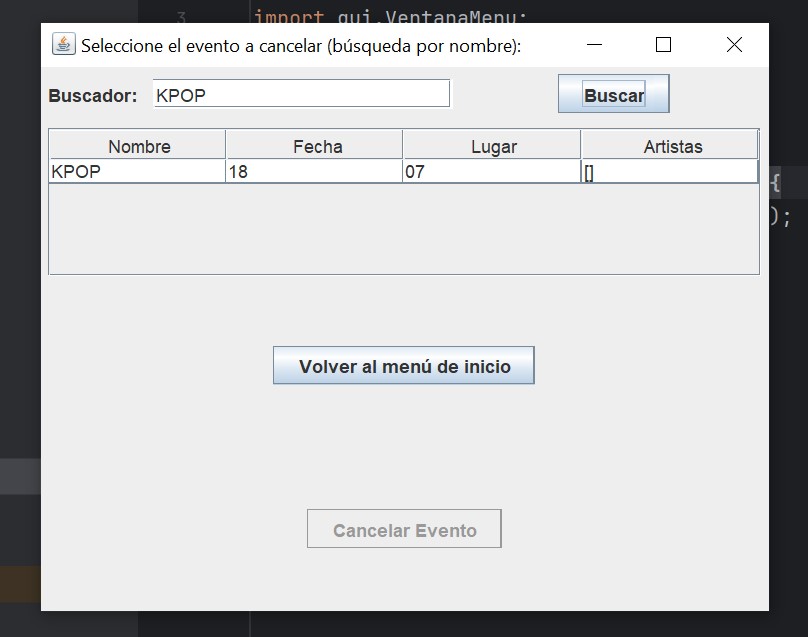 3 import gui.VentanaMenu;
Seleccione el evento a cancelar (búsqueda por nombre):
Buscador: KPOP Buscar
Nombre Fecha Lugar Artistas
KPOP 18 07 []
{
);
Volver al menú de inicio
Cancelar Evento